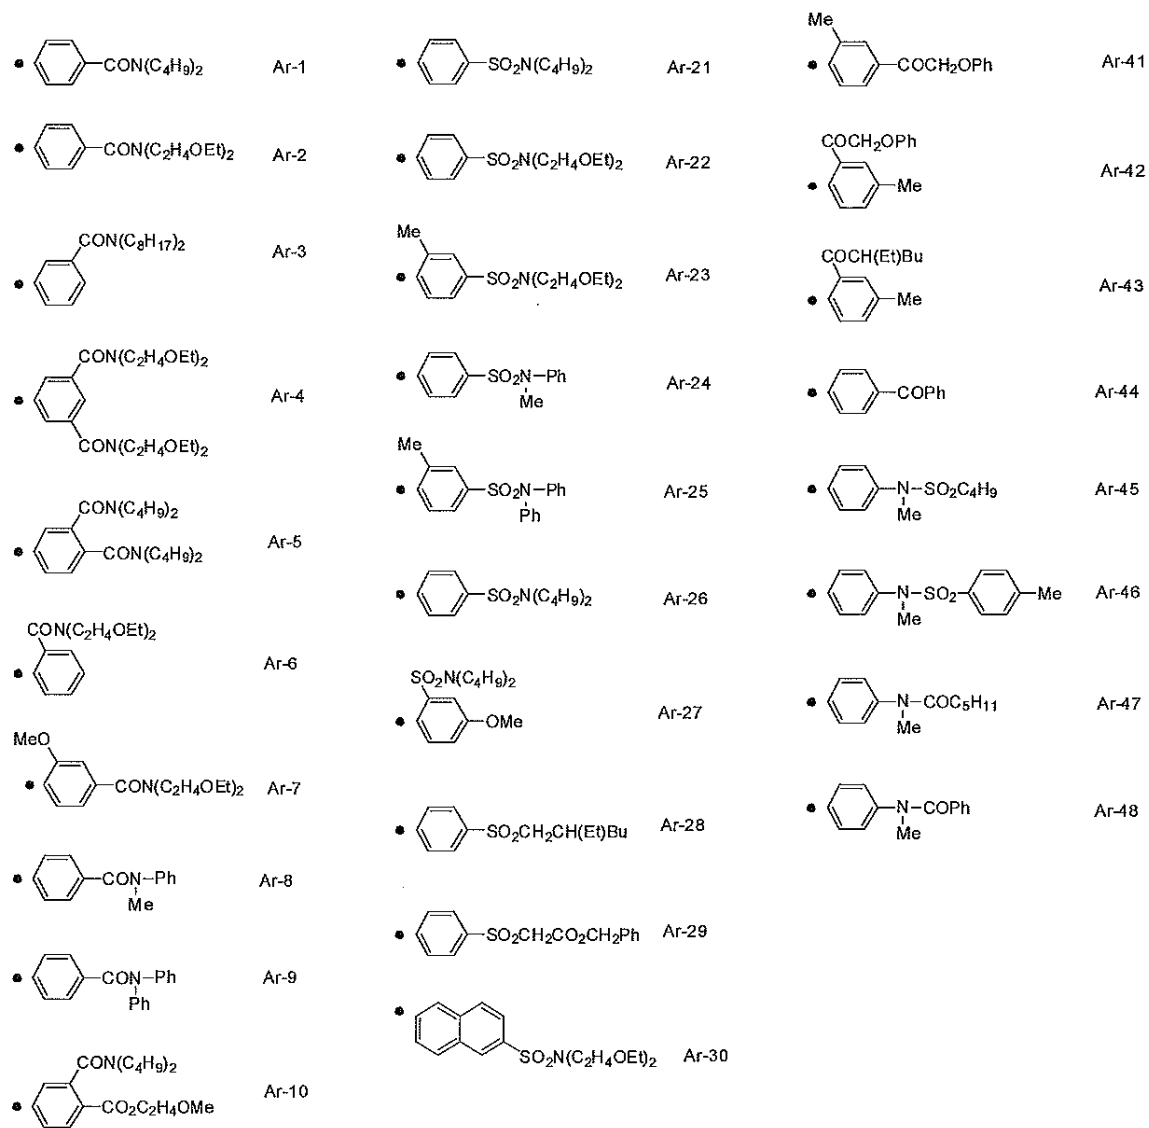 CON(C4H9)2 Ar-1
CON(C2H4OEt)2 Ar-2
CON(C8H17)2 Ar-3
CON(C2H4OEt)2
Ar-4
CON(C2H4OEt)2
CON(C4H9)2
CON(C4H9)2 Ar-5
CON(C2H4OEt)2
Ar-6
MeO
CON(C2H4OEt)2 Ar-7
CON-Ph Ar-8
Me
CON-Ph Ar-9
Ph
CON(C4H9)2
CO2C2H4OMe Ar-10
SO2N(C4H9)2 Ar-21
SO2N(C2H4OEt)2 Ar-22
Me
SO2N(C2H4OEt)2 Ar-23
SO2N-Ph Ar-24
Me
Me
SO2N-Ph Ar-25
Ph
SO2N(C4H9)2 Ar-26
SO2N(C4H9)2
OMe Ar-27
SO2CH2CH(Et)Bu Ar-28
SO2CH2CO2CH2Ph Ar-29
SO2N(C2H4OEt)2 Ar-30
Me
COCH2OPh Ar-41
COCH2OPh
Me Ar-42
COCH(Et)Bu
Me Ar-43
COPh Ar-44
N-SO2C4H9 Ar-45
Me
N-SO2 Me Ar-46
Me
N-COC5H11 Ar-47
Me
N-COPh Ar-48
Me